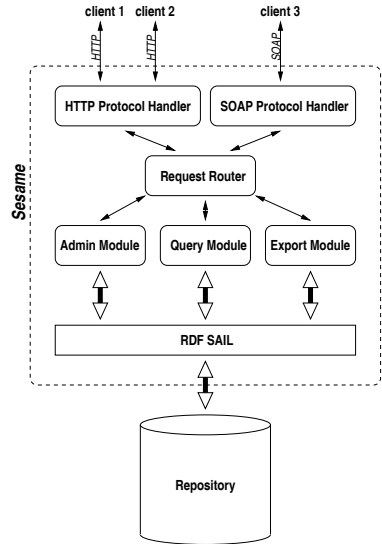 client 1 client 2 client 3
HTTP HTTP SOAP
HTTP Protocol Handler SOAP Protocol Handler
Request Router
Sesame
Admin Module Query Module Export Module
RDF SAIL
Repository